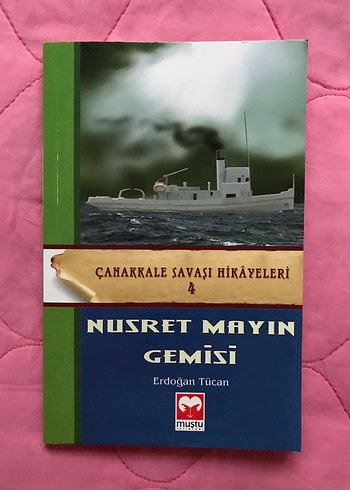 ÇANAKKALE SAVAŞI HİKÂYELERİ
4
NUSRET MAYIN
GEMİSİ
Erdoğan Tücan
muştu